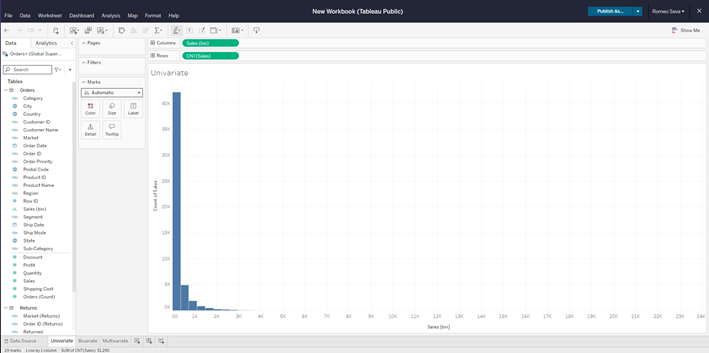 New Workbook (Tableau Public)
File Data Worksheet Dashboard Analysis Map Format Help
Publish As...
Romeo Sawa
Show Me
Data Analytics
Pages
Columns Sales (bin)
Rows CNT(Sales)
Orders+ (Global Super...
Search
Filters
Tables
Orders
Category
City
Country
Customer ID
Customer Name
Market
Order Date
Order ID
Order Priority
Postal Code
Product ID
Product Name
Region
Row ID
Sales (bin)
Segment
Ship Date
Ship Mode
State
Sub-Category
Discount
Profit
Quantity
Sales
Shipping Cost
Orders (Count)
Returns
Market (Returns)
Order ID (Returns)
Returned
Marks
Automatic
Color Size Label
Detail Tooltip
Univariate
Count of Sales
40K
35K
30K
25K
20K
15K
10K
5K
0K
0K 1K 2K 3K 4K 5K 6K 7K 8K 9K 10K 11K 12K 13K 14K 15K 16K 17K 18K 19K 20K 21K 22K 23K 24K
Sales (bin)
Data Source Univariate Bivariate Multivariate
23 marks 1 row by 1 column SUM of CNT(Sales): 51,290